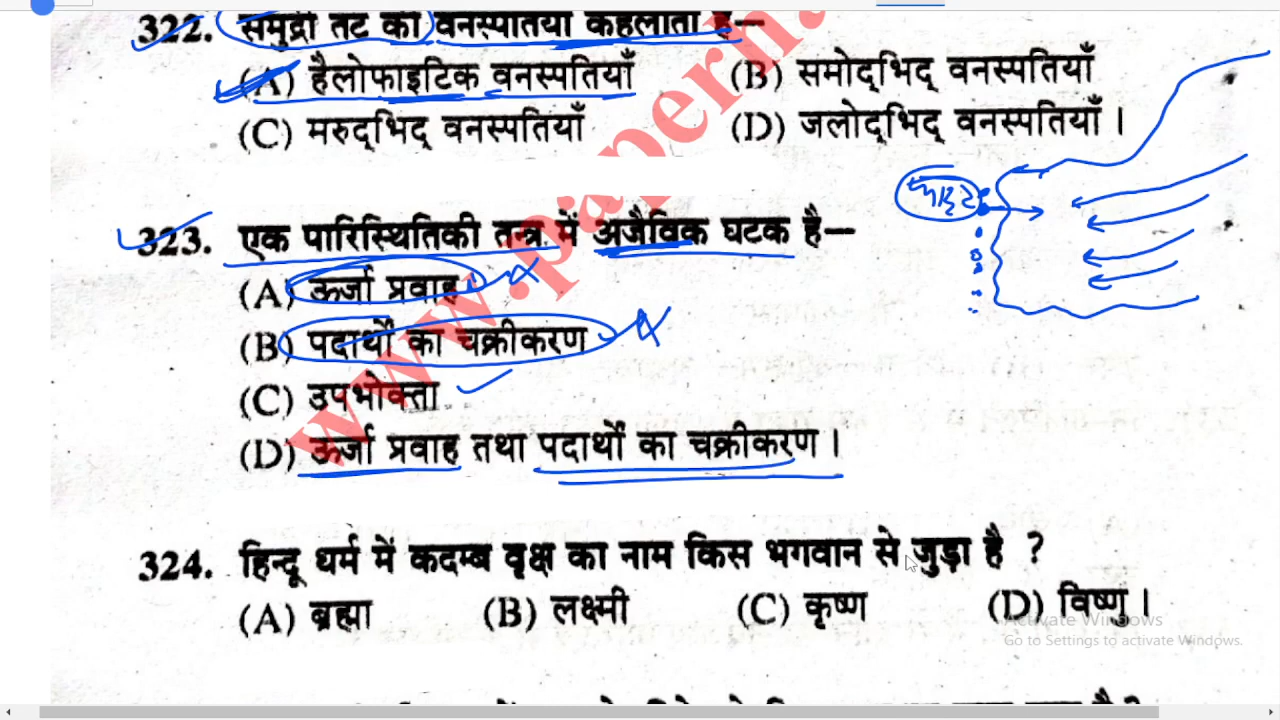 322. समुद्री तट की वनस्पतियाँ कहलाती हैं—
(A) हैलोफाइटिक वनस्पतियाँ (B) समोद्भिद् वनस्पतियाँ
(C) मरुद्भिद् वनस्पतियाँ (D) जलोद्भिद् वनस्पतियाँ।
323. एक पारिस्थितिकी तन्त्र में अजैविक घटक है—
(A) ऊर्जा प्रवाह
(B) पदार्थों का चक्रीकरण
(C) उपभोक्ता
(D) ऊर्जा प्रवाह तथा पदार्थों का चक्रीकरण।
324. हिन्दू धर्म में कदम्ब वृक्ष का नाम किस भगवान से जुड़ा है ?
(A) ब्रह्मा (B) लक्ष्मी (C) कृष्ण (D) विष्णु।
Activate Windows
Go to Settings to activate Windows.